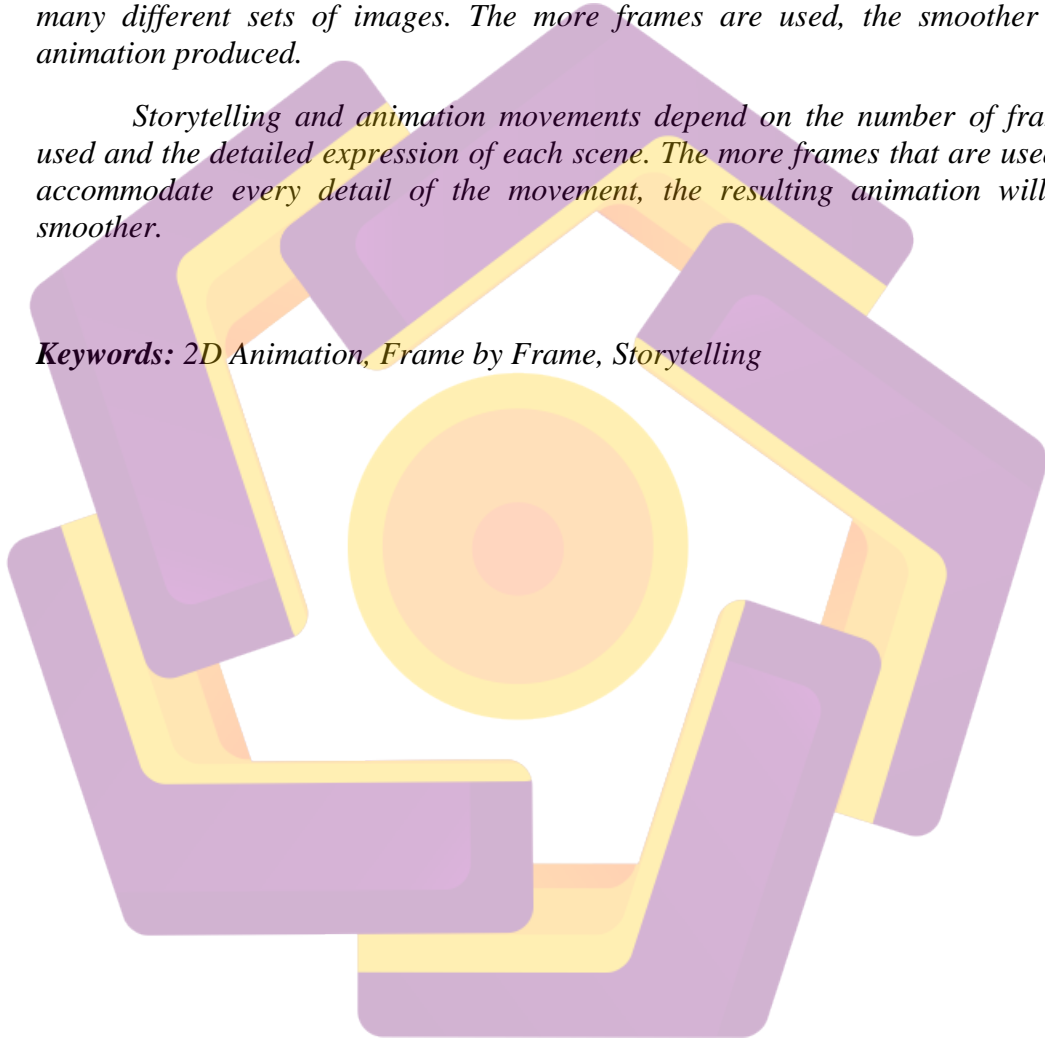 many different sets of images. The more frames are used, the smoother
animation produced.
Storytelling and animation movements depend on the number of fra
used and the detailed expression of each scene. The more frames that are used
accommodate every detail of the movement, the resulting animation will
smoother.
Keywords: 2D Animation, Frame by Frame, Storytelling